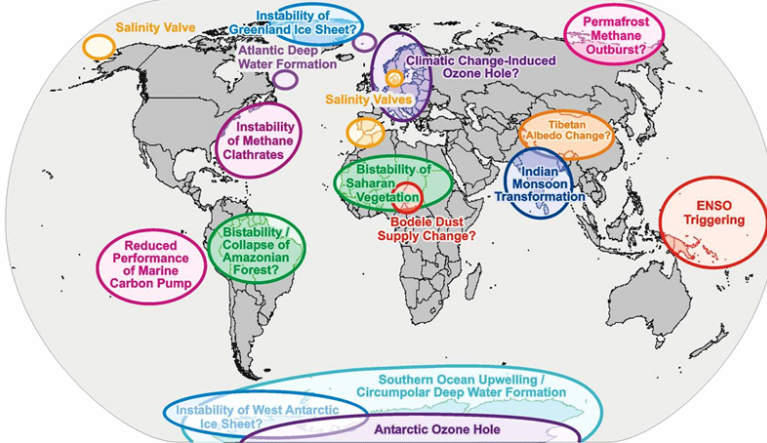 Salinity Valve
Instability of
Greenland Ice Sheet?
Permafrost
Methane
Outburst?
Atlantic Deep
Water Formation
Climatic Change-Induced
Ozone Hole?
Salinity Valves
Instability
of Methane
Clathrates
Tibetan
Albedo Change?
Bistability of
Saharan
Vegetation
Indian
Monsoon
Transformation
Bodélé Dust
Supply Change?
ENSO
Triggering
Reduced
Performance
of Marine
Carbon Pump
Bistability /
Collapse of
Amazonian
Forest?
Southern Ocean Upwelling /
Circumpolar Deep Water Formation
Instability of West Antarctic
Ice Sheet?
Antarctic Ozone Hole